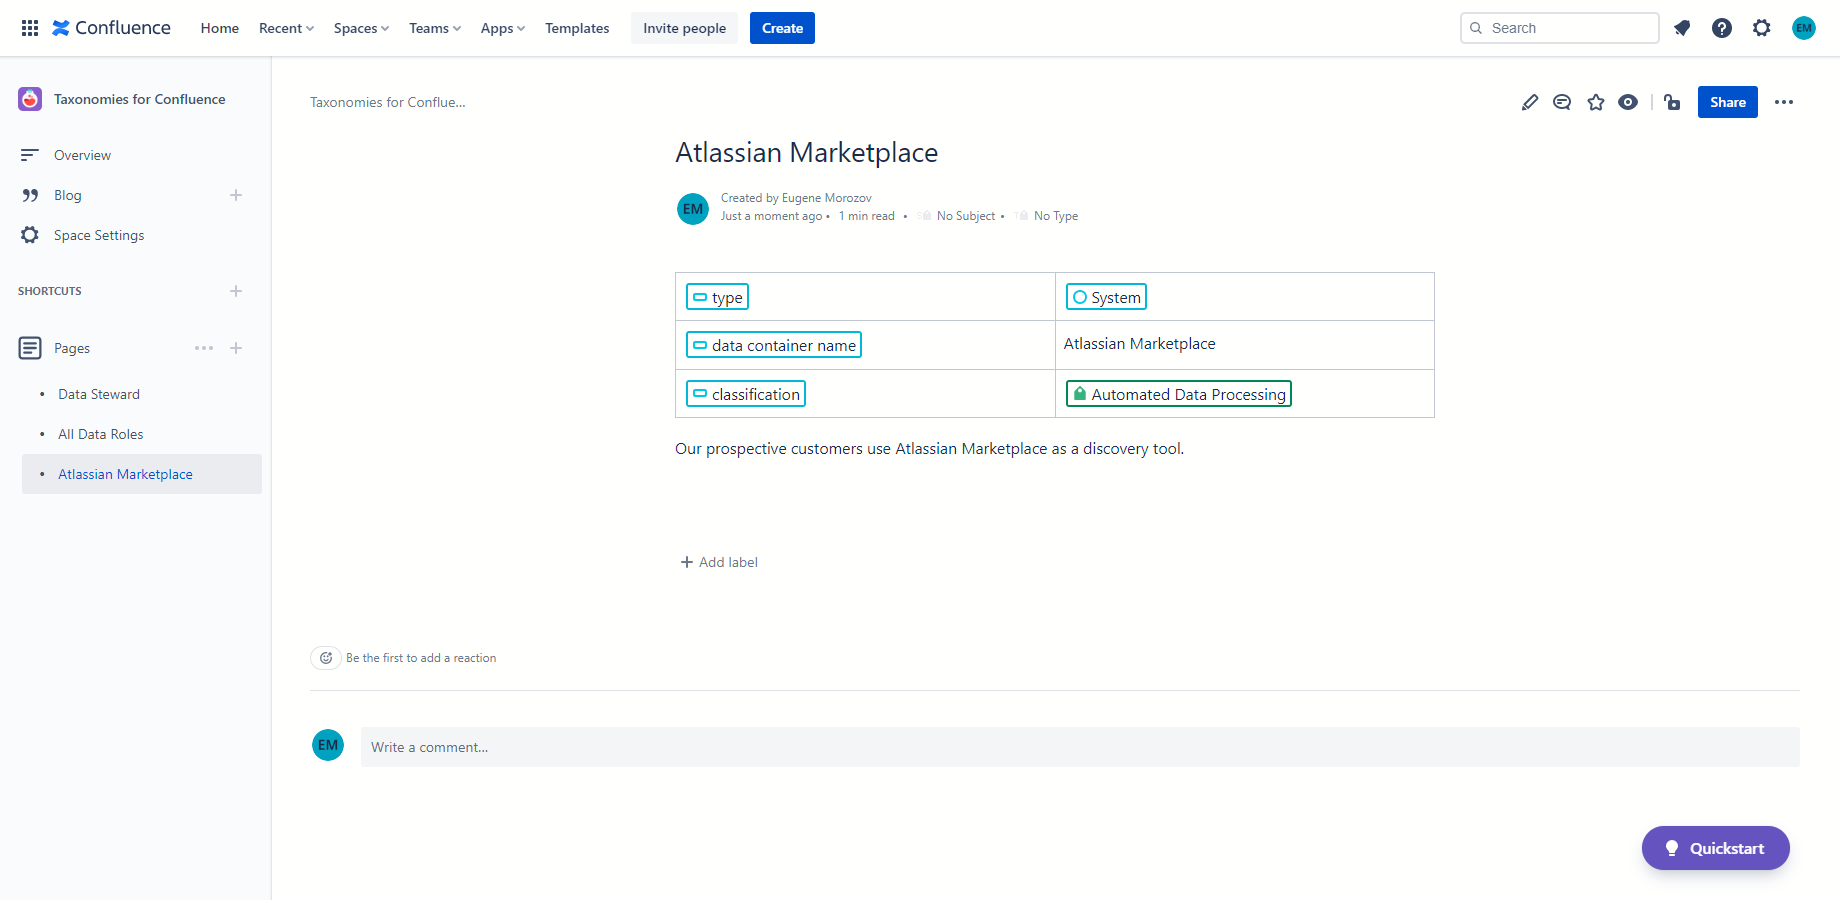 Confluence
Home
Recent
Spaces
Teams
Apps
Templates
Invite people
Create
Search
EM
Taxonomies for Confluence
Overview
Blog
Space Settings
SHORTCUTS
Pages
Data Steward
All Data Roles
Atlassian Marketplace
Taxonomies for Conflue...
Share
Atlassian Marketplace
EM
Created by Eugene Morozov
Just a moment ago • 1 min read • No Subject • No Type
type System
data container name Atlassian Marketplace
classification Automated Data Processing
Our prospective customers use Atlassian Marketplace as a discovery tool.
Add label
Be the first to add a reaction
EM
Write a comment...
Quickstart